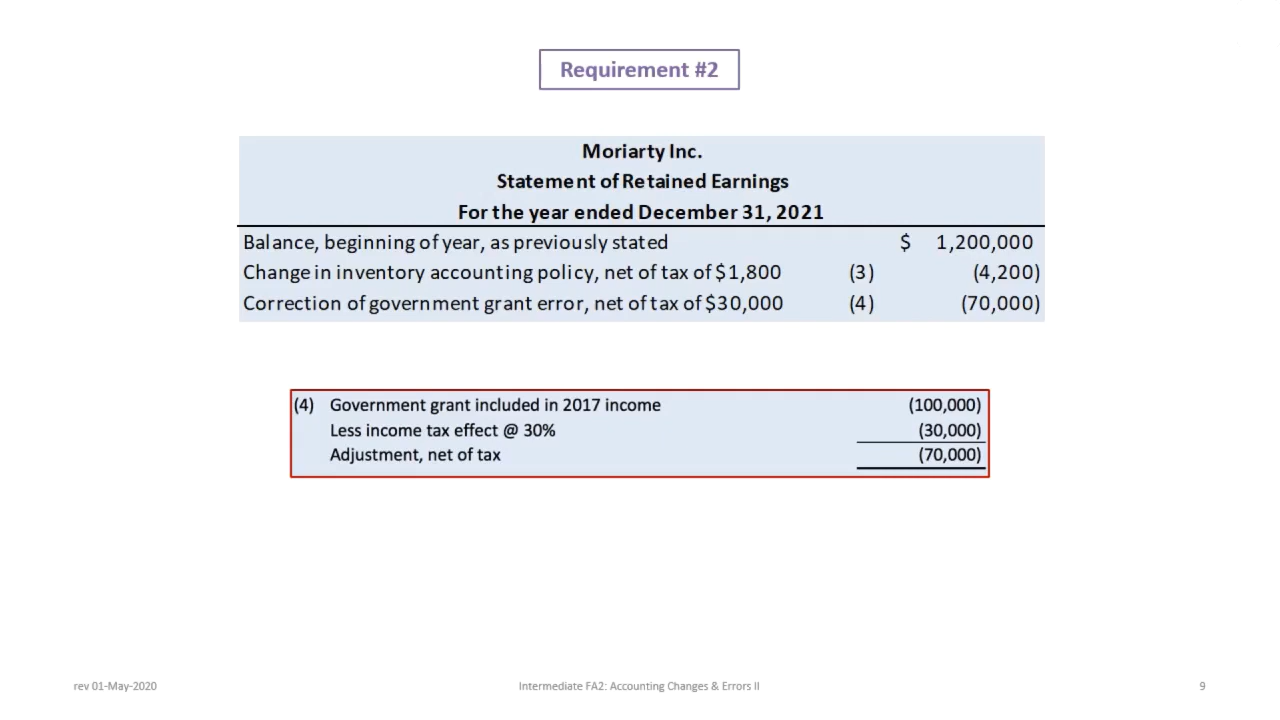 Requirement #2
Moriarty Inc.
Statement of Retained Earnings
For the year ended December 31, 2021
Balance, beginning of year, as previously stated $ 1,200,000
Change in inventory accounting policy, net of tax of $1,800 (3) (4,200)
Correction of government grant error, net of tax of $30,000 (4) (70,000)
(4) Government grant included in 2017 income (100,000)
Less income tax effect @ 30% (30,000)
Adjustment, net of tax (70,000)
rev 01-May-2020 Intermediate FA2: Accounting Changes & Errors II 9